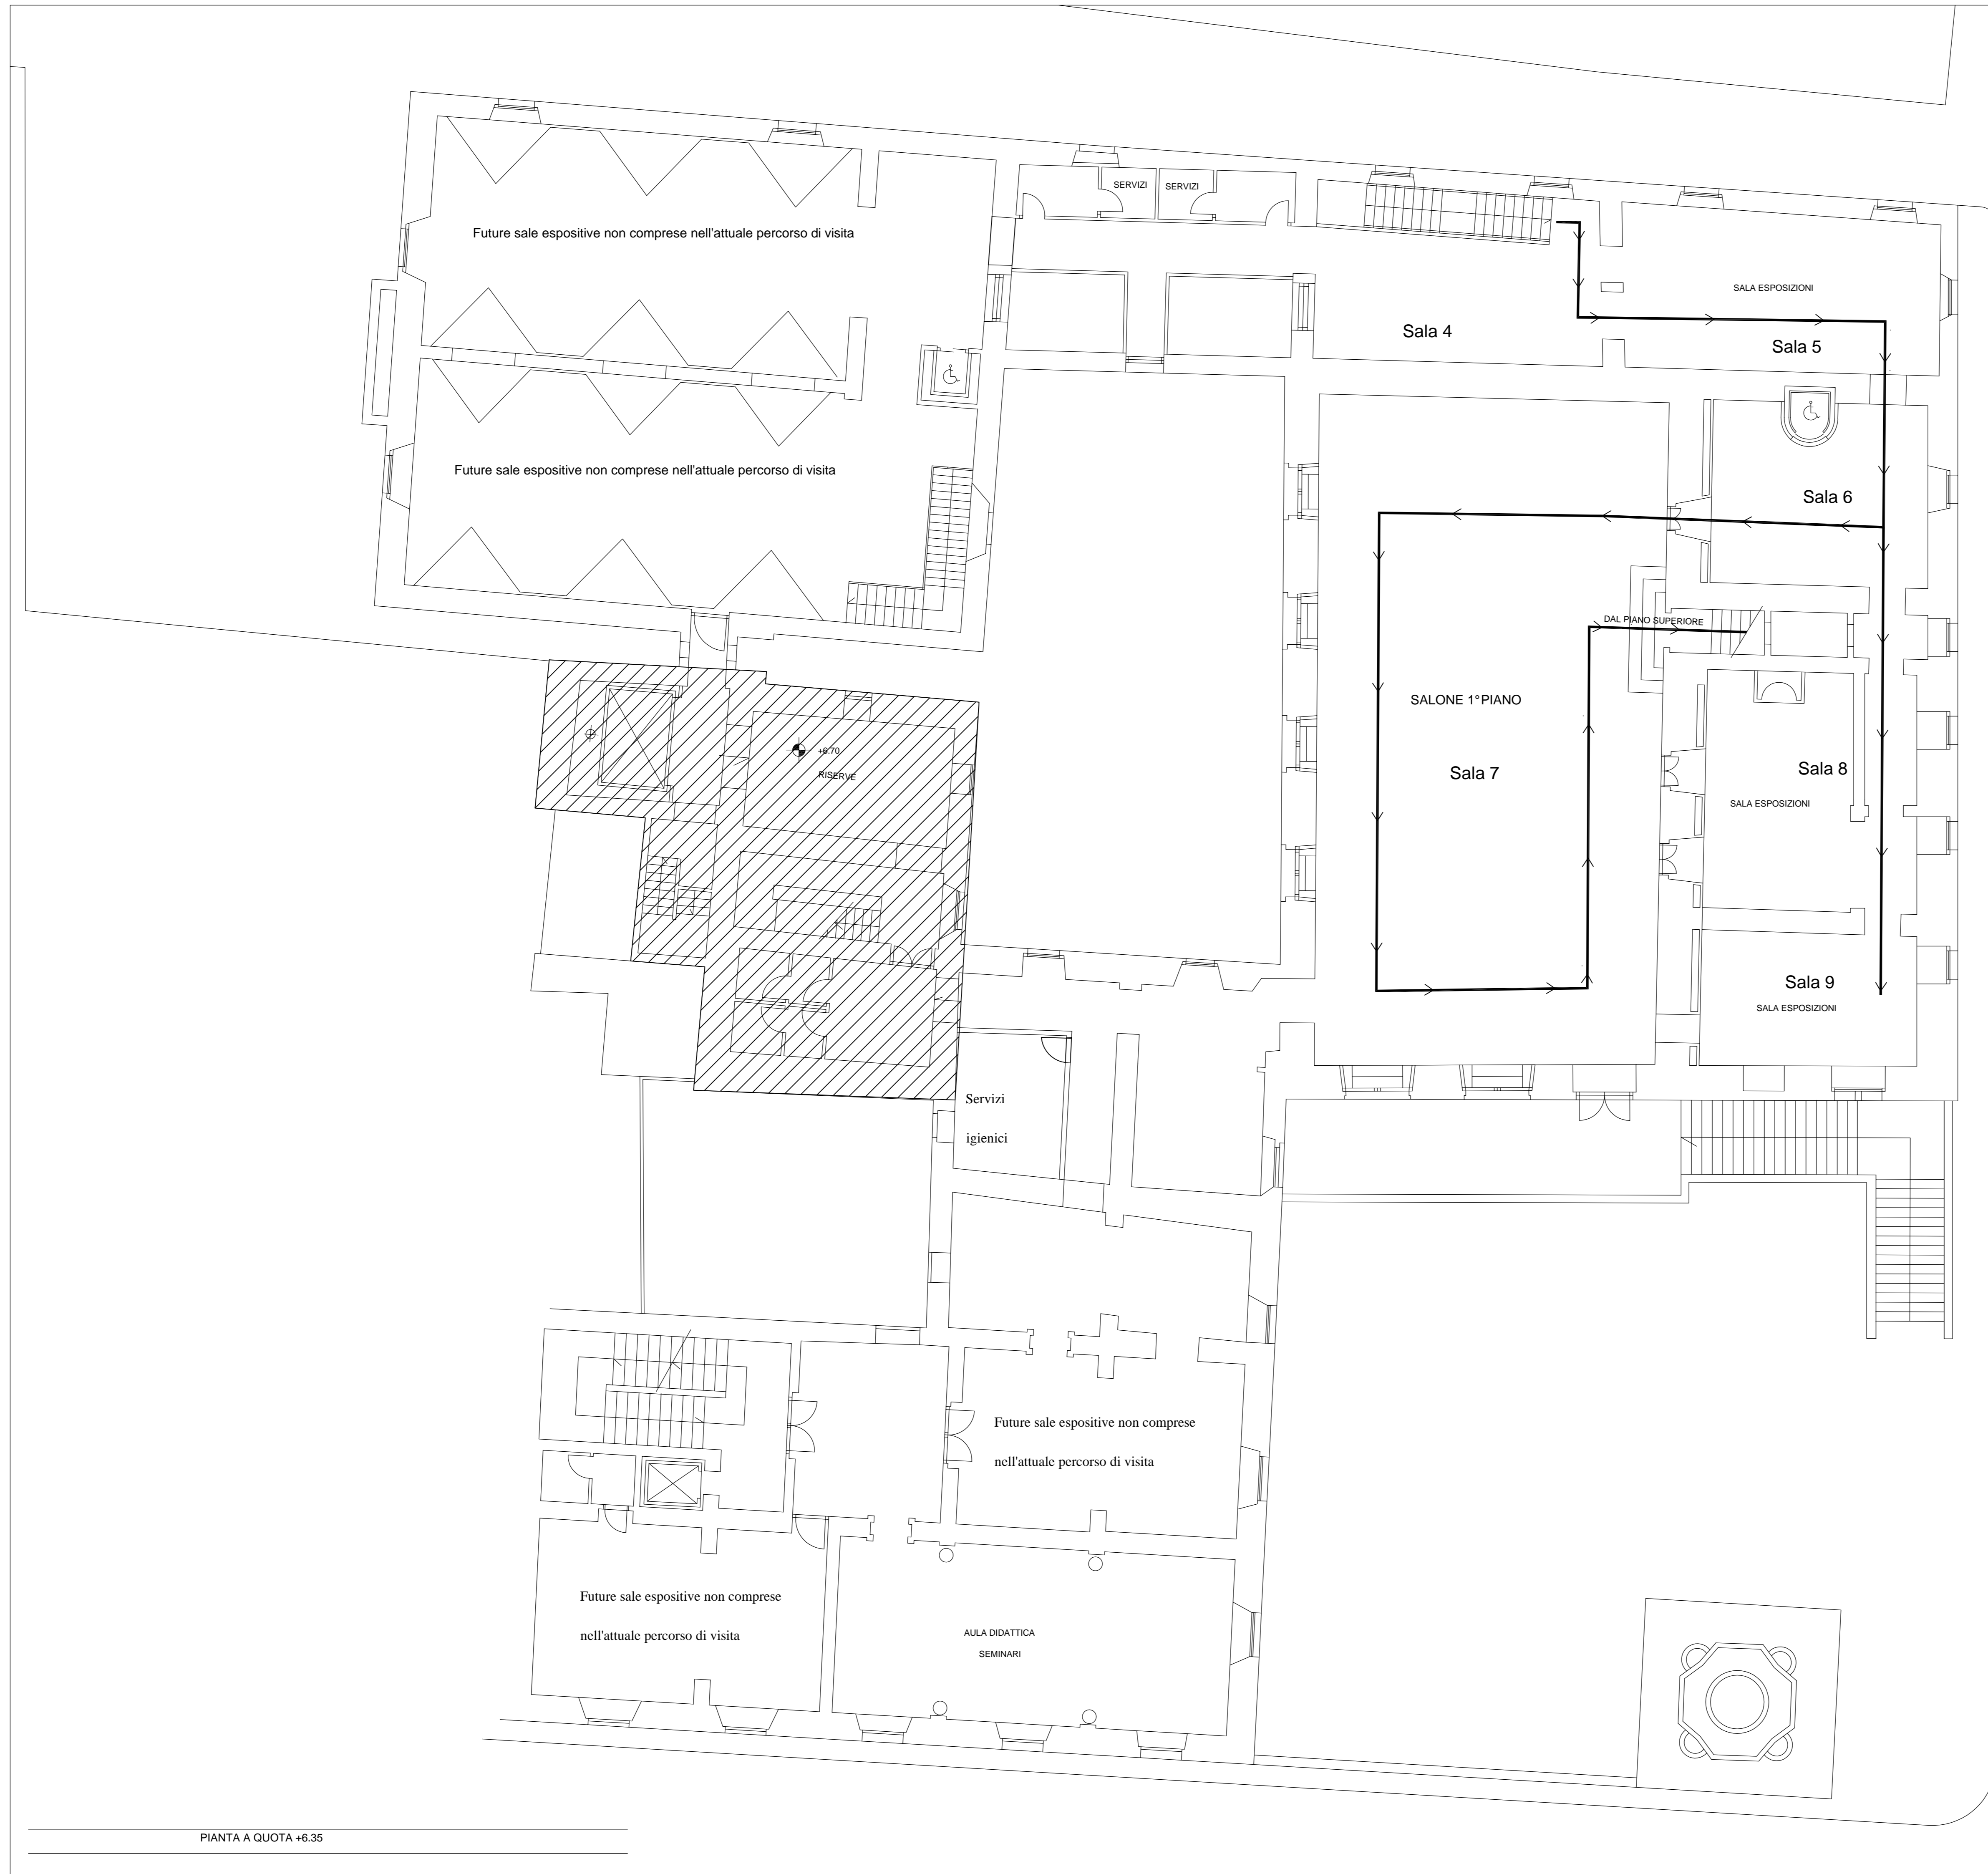 SERVIZI
SERVIZI
Future sale espositive non comprese nell'attuale percorso di visita
SALA ESPOSIZIONI
Sala 4
Sala 5
Future sale espositive non comprese nell'attuale percorso di visita
Sala 6
DAL PIANO SUPERIORE
SALONE 1°PIANO
+6.70
RISERVE
Sala 7
Sala 8
SALA ESPOSIZIONI
Sala 9
SALA ESPOSIZIONI
Servizi
igienici
Future sale espositive non comprese
nell'attuale percorso di visita
Future sale espositive non comprese
nell'attuale percorso di visita
AULA DIDATTICA
SEMINARI
PIANTA A QUOTA +6.35